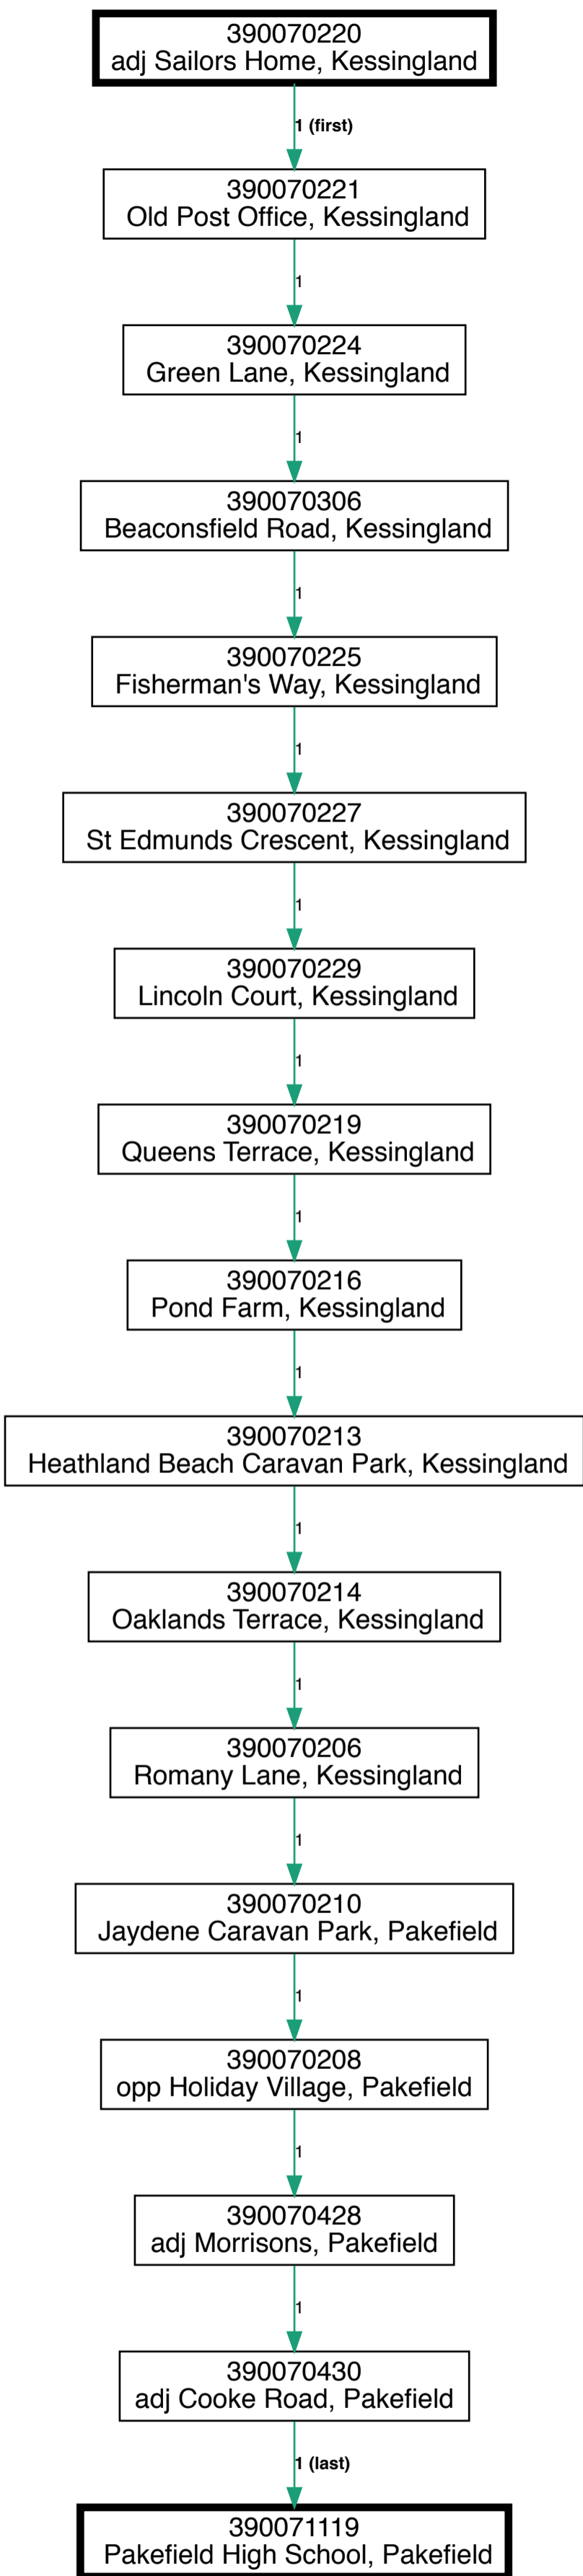 390070220
adj Sailors Home, Kessingland
1 (first)
390070221
Old Post Office, Kessingland
1
390070224
Green Lane, Kessingland
1
390070306
Beaconsfield Road, Kessingland
1
390070225
Fisherman's Way, Kessingland
1
390070227
St Edmunds Crescent, Kessingland
1
390070229
Lincoln Court, Kessingland
1
390070219
Queens Terrace, Kessingland
1
390070216
Pond Farm, Kessingland
1
390070213
Heathland Beach Caravan Park, Kessingland
1
390070214
Oaklands Terrace, Kessingland
1
390070206
Romany Lane, Kessingland
1
390070210
Jaydene Caravan Park, Pakefield
1
390070208
opp Holiday Village, Pakefield
1
390070428
adj Morrisons, Pakefield
1
390070430
adj Cooke Road, Pakefield
1 (last)
390071119
Pakefield High School, Pakefield